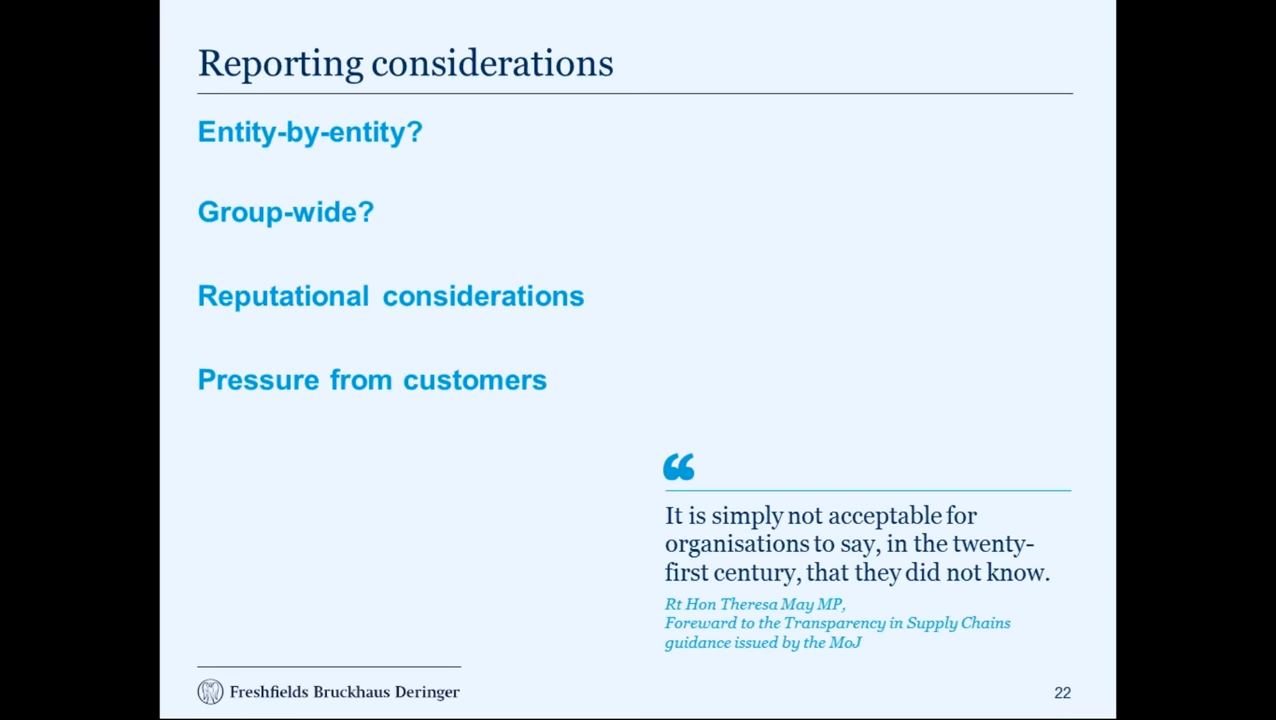 Reporting considerations
Entity-by-entity?
Group-wide?
Reputational considerations
Pressure from customers
“
It is simply not acceptable for
organisations to say, in the twenty-
first century, that they did not know.
Rt Hon Theresa May MP,
Foreward to the Transparency in Supply Chains
guidance issued by the MoJ
Freshfields Bruckhaus Deringer
22